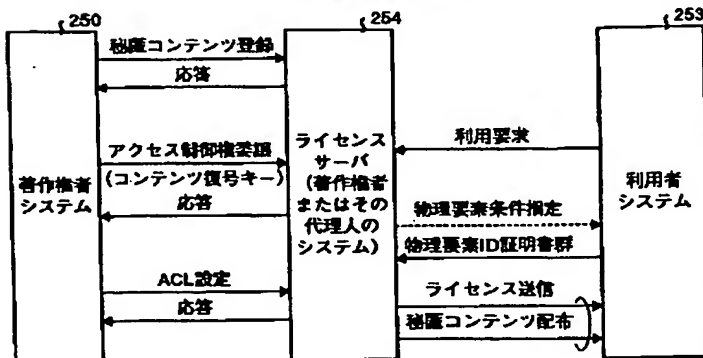 250
254
253
秘匿コンテンツ登録
応答
アクセス制御権委譲
(コンテンツ復号キー)
応答
ACL設定
応答
著作権者
システム
ライセンス
サーバ
(著作権者
またはその
代理人の
システム)
利用要求
物理要素条件指定
物理要素ID証明書群
ライセンス送信
秘匿コンテンツ配布
利用者
システム